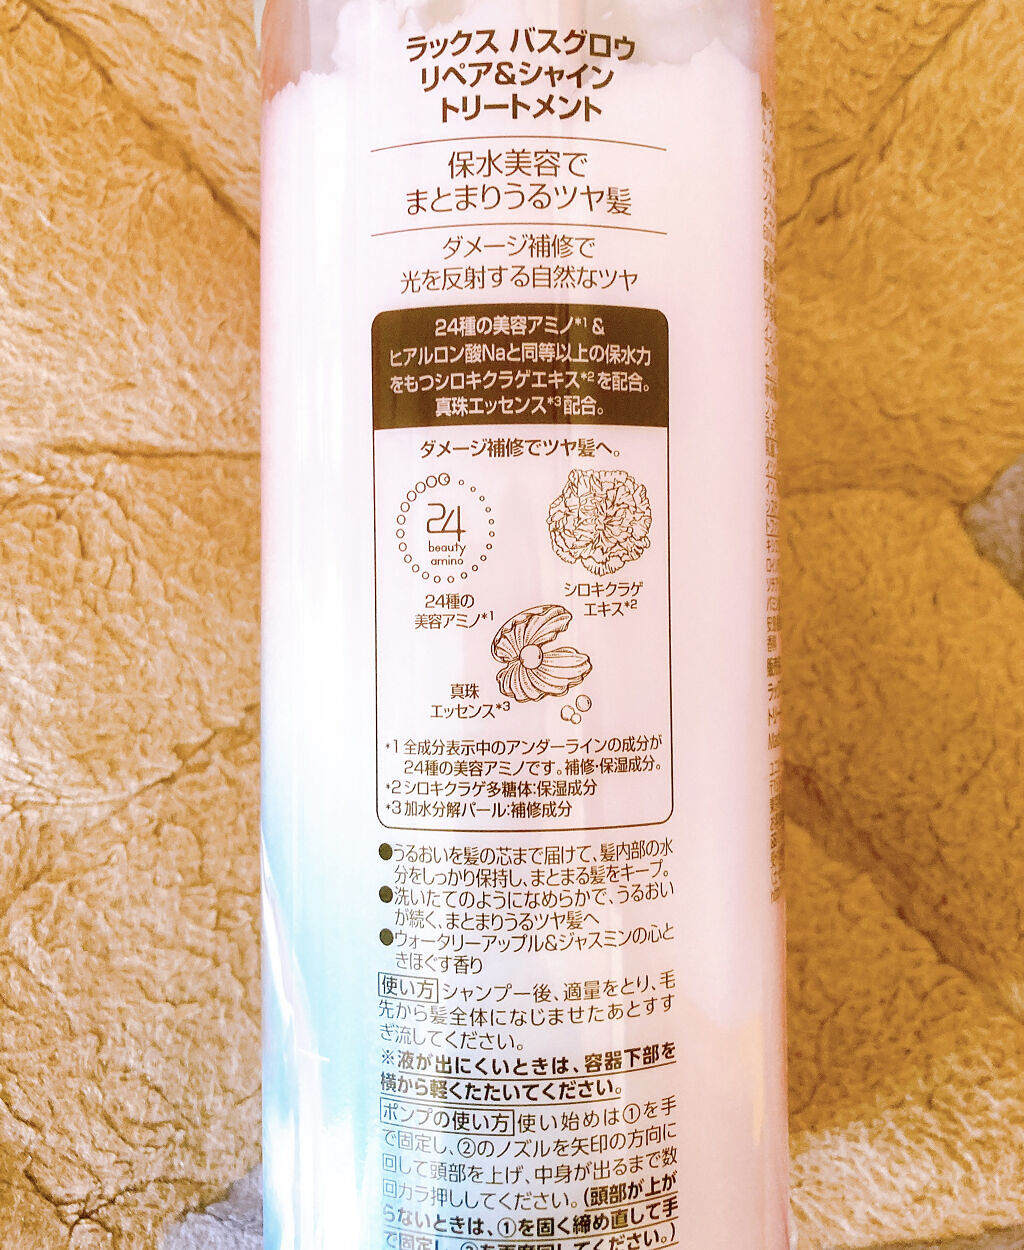 ラックス バスグロウ
リペア&シャイン
トリートメント
保水美容で
まとまりうるツヤ髪
ダメージ補修で
光を反射する自然なツヤ
24種の美容アミノ*1&
ヒアルロン酸Naと同等以上の保水力
をもつシロキクラゲエキス*2を配合。
真珠エッセンス*3配合。
ダメージ補修でツヤ髪へ。
24
beauty
amino
24種の
美容アミノ*1
シロキクラゲ
エキス*2
真珠
エッセンス*3
*1 全成分表示中のアンダーラインの成分が
24種の美容アミノです。補修・保湿成分。
*2 シロキクラゲ多糖体:保湿成分
*3 加水分解パール:補修成分
●うるおいを髪の芯まで届けて、髪内部の水
分をしっかり保持し、まとまる髪をキープ。
●洗いたてのようになめらかで、うるおい
が続く、まとまりうるツヤ髪へ
●ウォータリーアップル&ジャスミンの心と
きほぐす香り
使い方 シャンプー後、適量をとり、毛
先から髪全体になじませたあとすす
ぎ流してください。
※液が出にくいときは、容器下部を
横から軽くたたいてください。
ポンプの使い方 使い始めは①を手
で固定し、②のノズルを矢印の方向に
回して頭部を上げ、中身が出るまで数
回カラ押ししてください。(頭部が上が
らないときは、①を固く締め直して手
で固定し、②を再度回してください。)